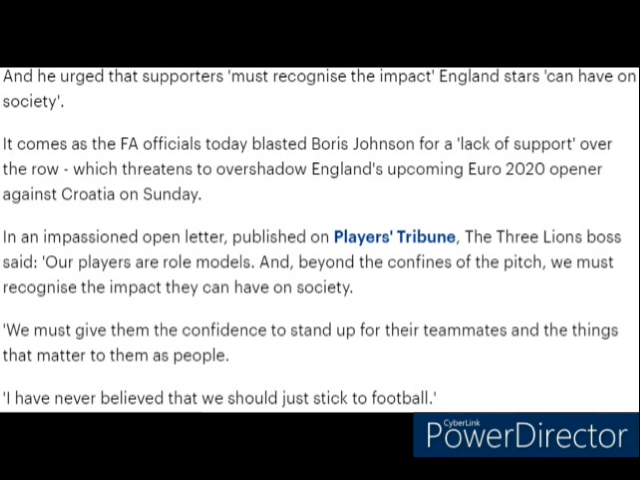 And he urged that supporters 'must recognise the impact' England stars 'can have on
society'.
It comes as the FA officials today blasted Boris Johnson for a 'lack of support' over
the row - which threatens to overshadow England's upcoming Euro 2020 opener
against Croatia on Sunday.
In an impassioned open letter, published on Players' Tribune, The Three Lions boss
said: 'Our players are role models. And, beyond the confines of the pitch, we must
recognise the impact they can have on society.
'We must give them the confidence to stand up for their teammates and the things
that matter to them as people.
'I have never believed that we should just stick to football.'
CyberLink
PowerDirector